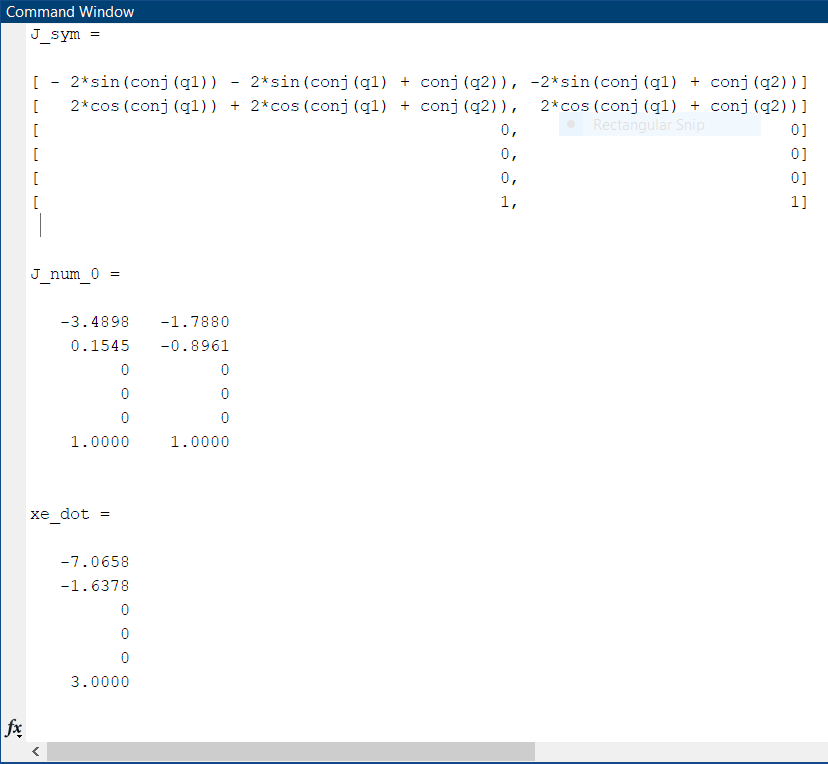 Command Window
J_sym =
[ - 2*sin(conj(q1)) - 2*sin(conj(q1) + conj(q2)), -2*sin(conj(q1) + conj(q2))]
[   2*cos(conj(q1)) + 2*cos(conj(q1) + conj(q2)),  2*cos(conj(q1) + conj(q2))]
Rectangular Snip
[                                              0,                           0]
[                                              0,                           0]
[                                              0,                           0]
[                                              1,                           1]
J_num_0 =
-3.4898   -1.7880
0.1545   -0.8961
0         0
0         0
0         0
1.0000    1.0000
xe_dot =
-7.0658
-1.6378
0
0
0
3.0000
fx